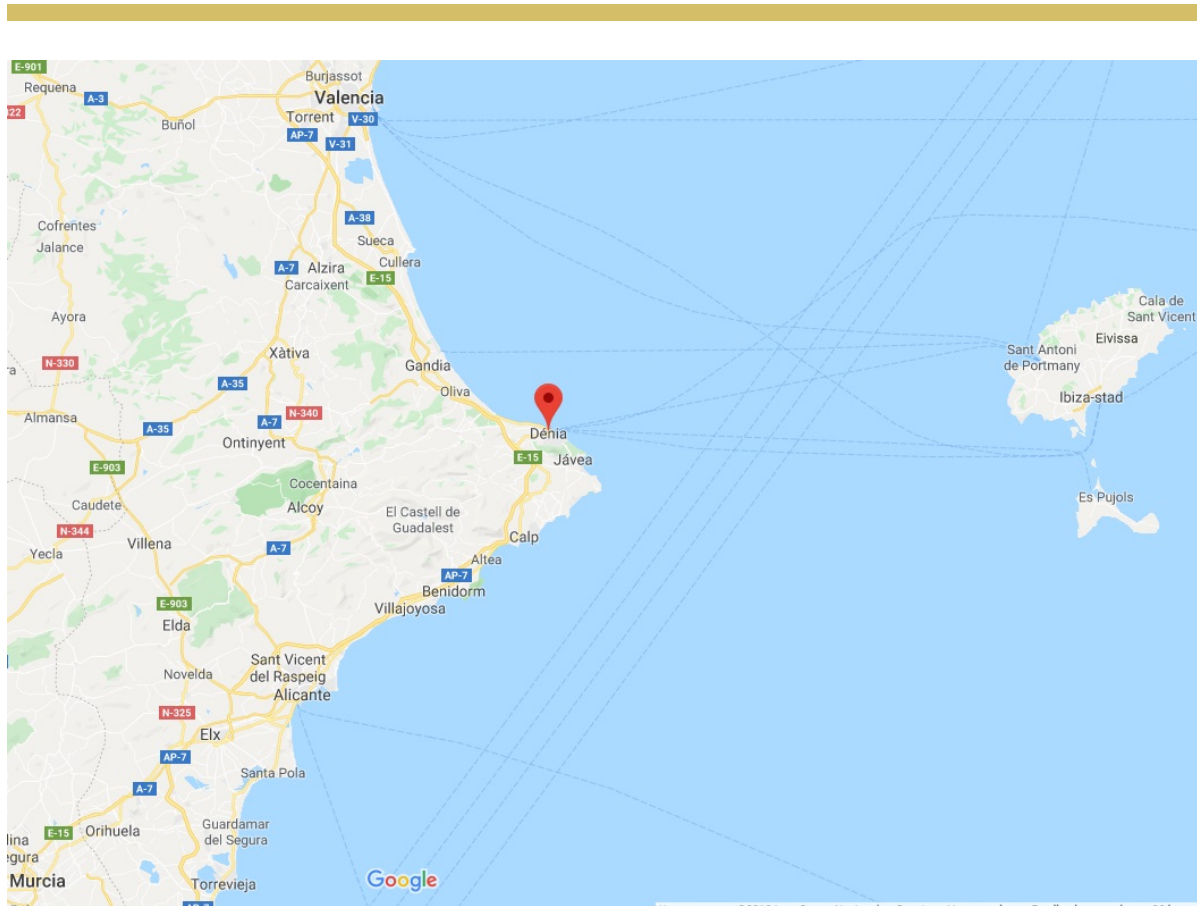 E-901
Requena
A-3
Burjassot
Valencia
Torrent
V-30
AP-7
V-31
Buñol
Cofrentes
Jalance
A-38
Sueca
Cullera
A-7
Alzira
E-15
Carcaixent
Ayora
Xàtiva
N-330
Gandia
A-35
Oliva
Almansa
A-35
A-7
N-340
Ontinyent
Dénia
E-15
Jávea
E-903
Cocentaina
Caudete
Alcoy
El Castell de
Guadalest
N-344
Yecla
Villena
A-7
Calp
Altea
AP-7
Benidorm
Villajoyosa
E-903
Elda
Sant Vicent
del Raspeig
Novelda
Alicante
N-325
Elx
AP-7
Santa Pola
A-7
E-15
Orihuela
Guardamar
del Segura
Murcia
Torrevieja
Google
Cala de
Sant Vicent
Eivissa
Sant Antoni
de Portmany
Ibiza-stad
Es Pujols